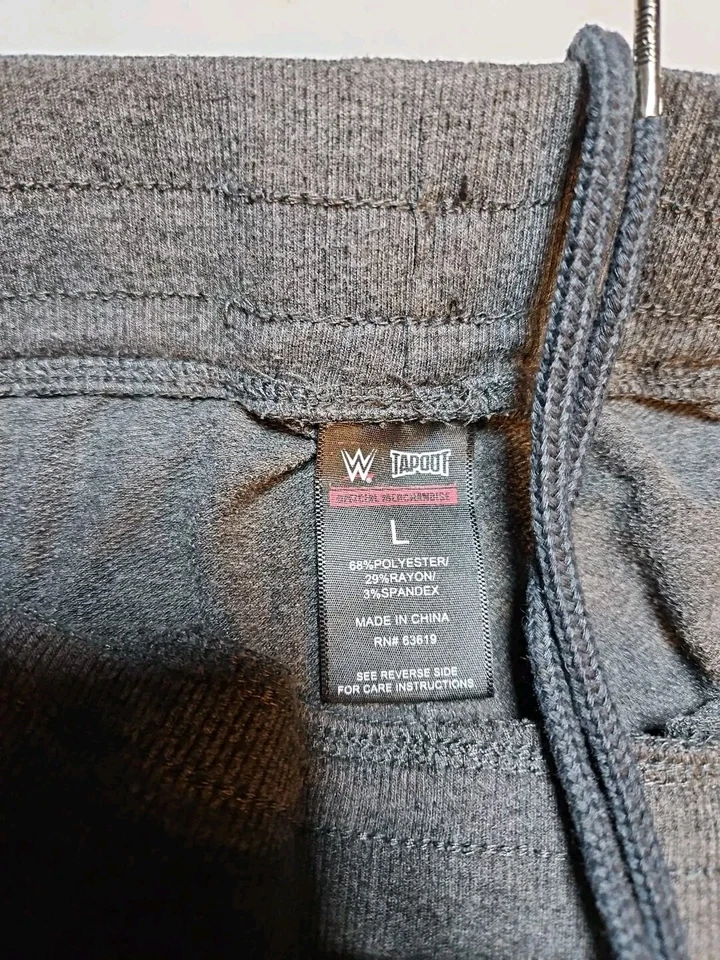 W TAPOUT
OFFICIAL MERCHANDISE
L
68%POLYESTER/
29%RAYON/
3%SPANDEX
MADE IN CHINA
RN# 63619
SEE REVERSE SIDE
FOR CARE INSTRUCTIONS